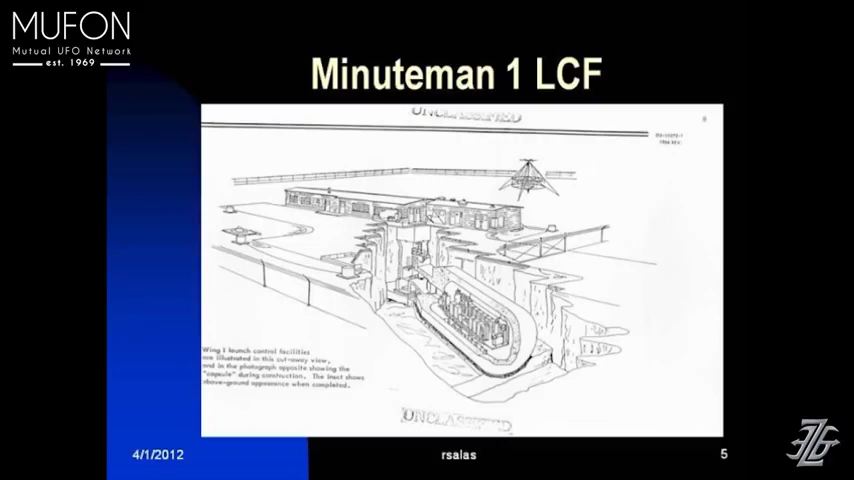 MUFON
Mutual UFO Network
est. 1969
Minuteman 1 LCF
UNCLASSIFIED
Wing I launch control facilities
are illustrated in this cut-away view,
and in the photograph opposite showing the
"capsule" during construction. The inset shows
above-ground appearance when completed.
UNCLASSIFIED
4/1/2012
rsalas
5